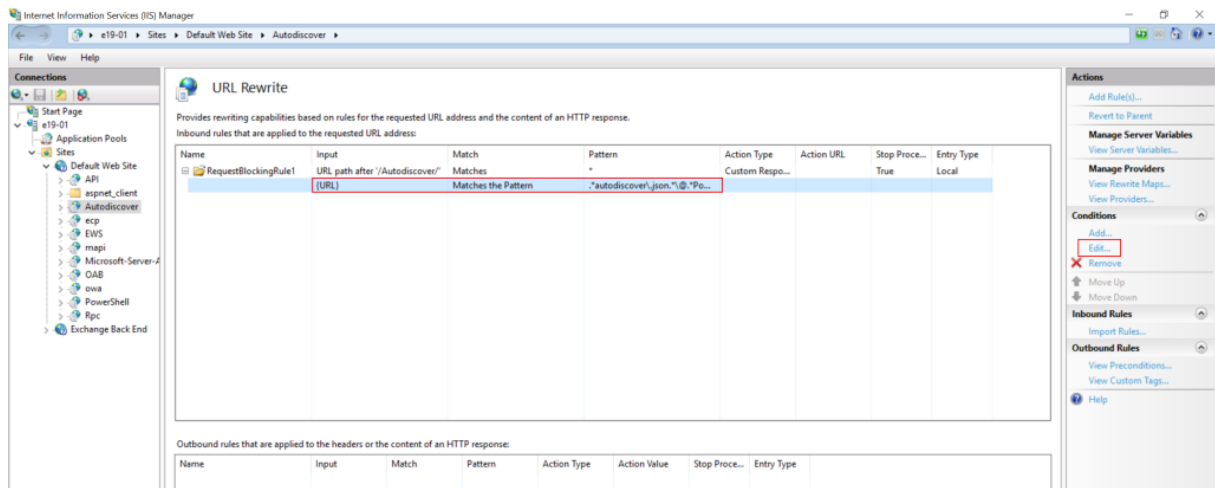 Internet Information Services (IIS) Manager
e19-01 Sites Default Web Site Autodiscover
File View Help
Connections
Start Page
e19-01
Application Pools
Sites
Default Web Site
API
aspnet_client
Autodiscover
ecp
EWS
mapi
Microsoft-Server-A
OAB
owa
PowerShell
Rpc
Exchange Back End
URL Rewrite
Provides rewriting capabilities based on rules for the requested URL address and the content of an HTTP response.
Inbound rules that are applied to the requested URL address:
Name Input Match Pattern Action Type Action URL Stop Proce... Entry Type
RequestBlockingRule1 URL path after '/Autodiscover/' Matches * Custom Respo... True Local
{URL} Matches the Pattern .*autodiscover\.json.*\@.*Po...
Outbound rules that are applied to the headers or the content of an HTTP response:
Name Input Match Pattern Action Type Action Value Stop Proce... Entry Type
Actions
Add Rule(s)...
Revert to Parent
Manage Server Variables
View Server Variables...
Manage Providers
View Rewrite Maps...
View Providers...
Conditions
Add...
Edit...
Remove
Move Up
Move Down
Inbound Rules
Import Rules...
Outbound Rules
View Preconditions...
View Custom Tags...
Help